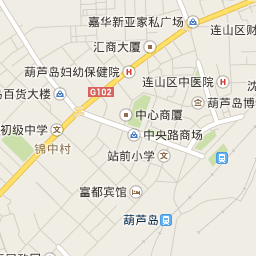 嘉华新亚家私广场
连山区财
汇商大厦
葫芦岛妇幼保健院
沈
连山区中医院
G102
岛百货大楼
葫芦岛博
中心商厦
初级中学
中央路商场
锦中村
站前小学
富都宾馆
葫芦岛